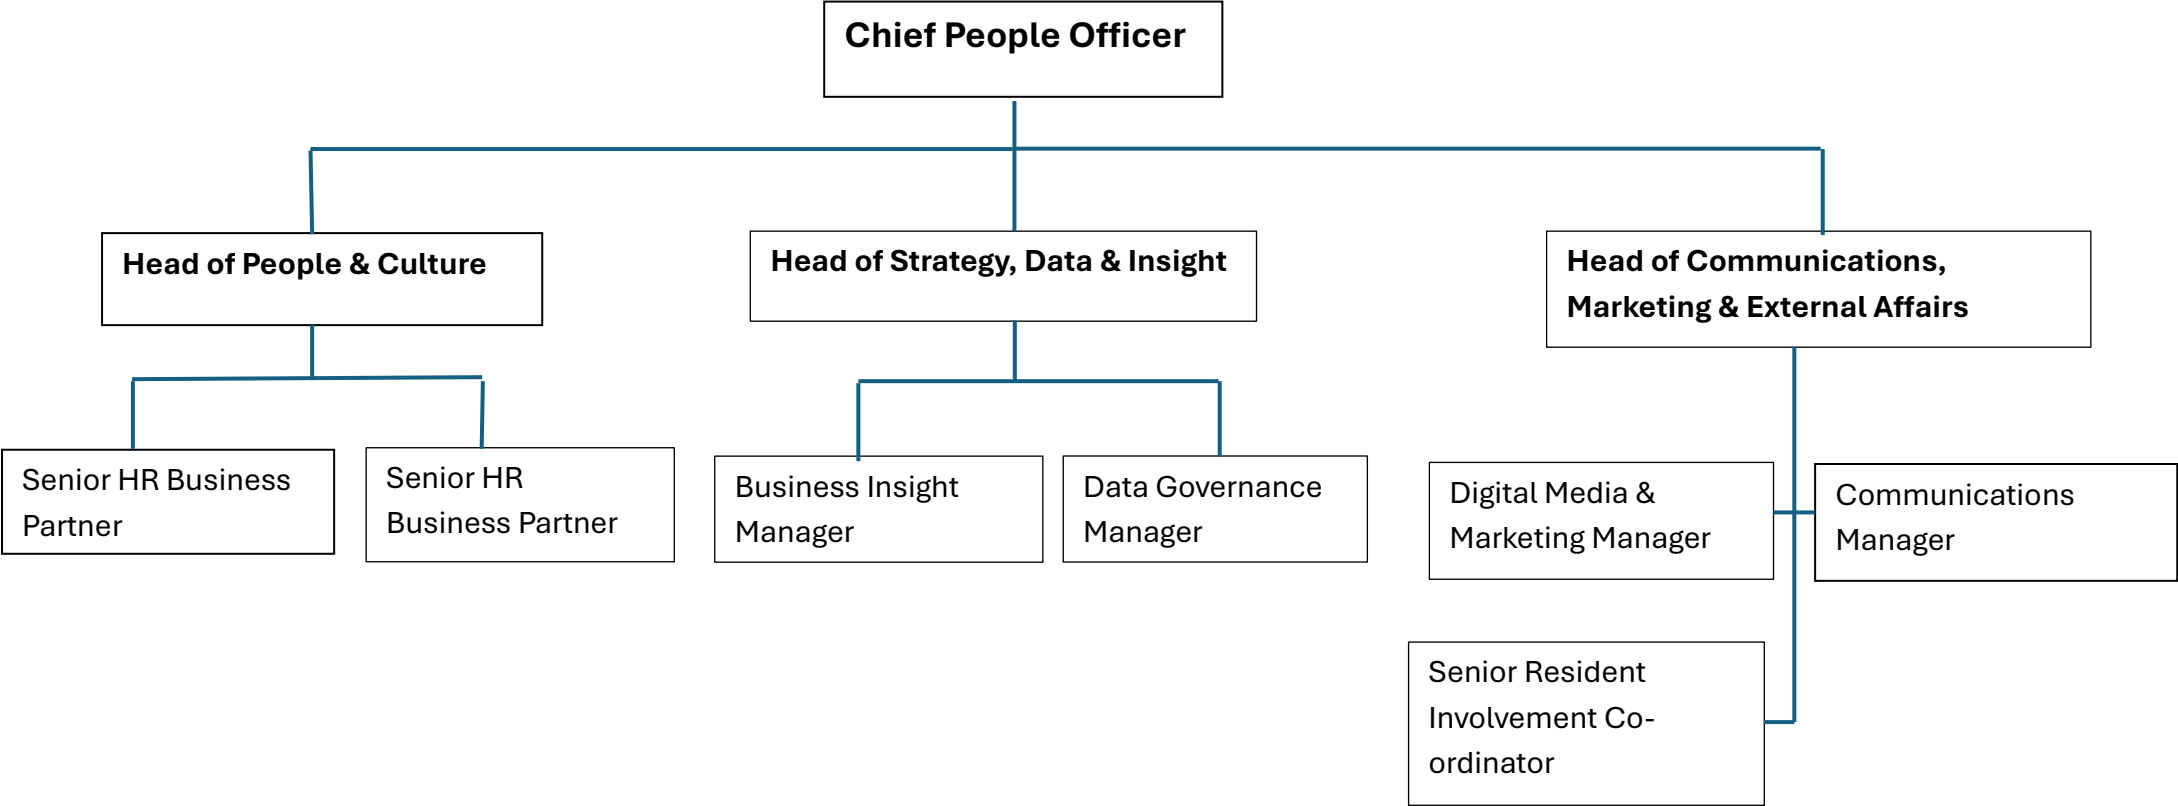 Chief People Officer
Head of People & Culture
Head of Strategy, Data & Insight
Head of Communications,
Marketing & External Affairs
Senior HR Business
Partner
Senior HR
Business Partner
Business Insight
Manager
Data Governance
Manager
Digital Media &
Marketing Manager
Communications
Manager
Senior Resident
Involvement Co-
ordinator